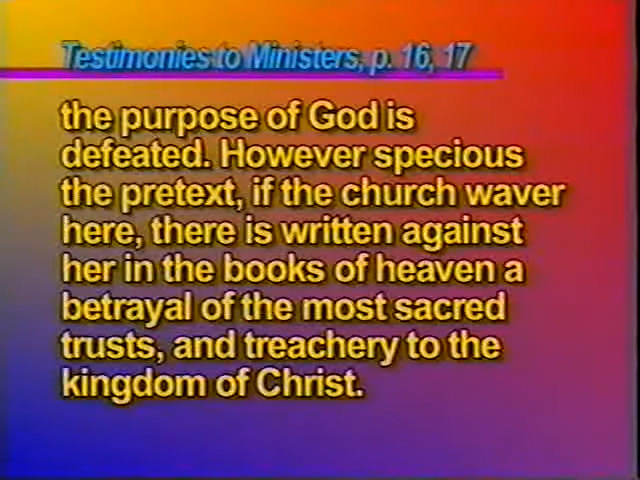 Testimonies to Ministers, p. 16, 17
the purpose of God is
defeated. However specious
the pretext, if the church waver
here, there is written against
her in the books of heaven a
betrayal of the most sacred
trusts, and treachery to the
kingdom of Christ.